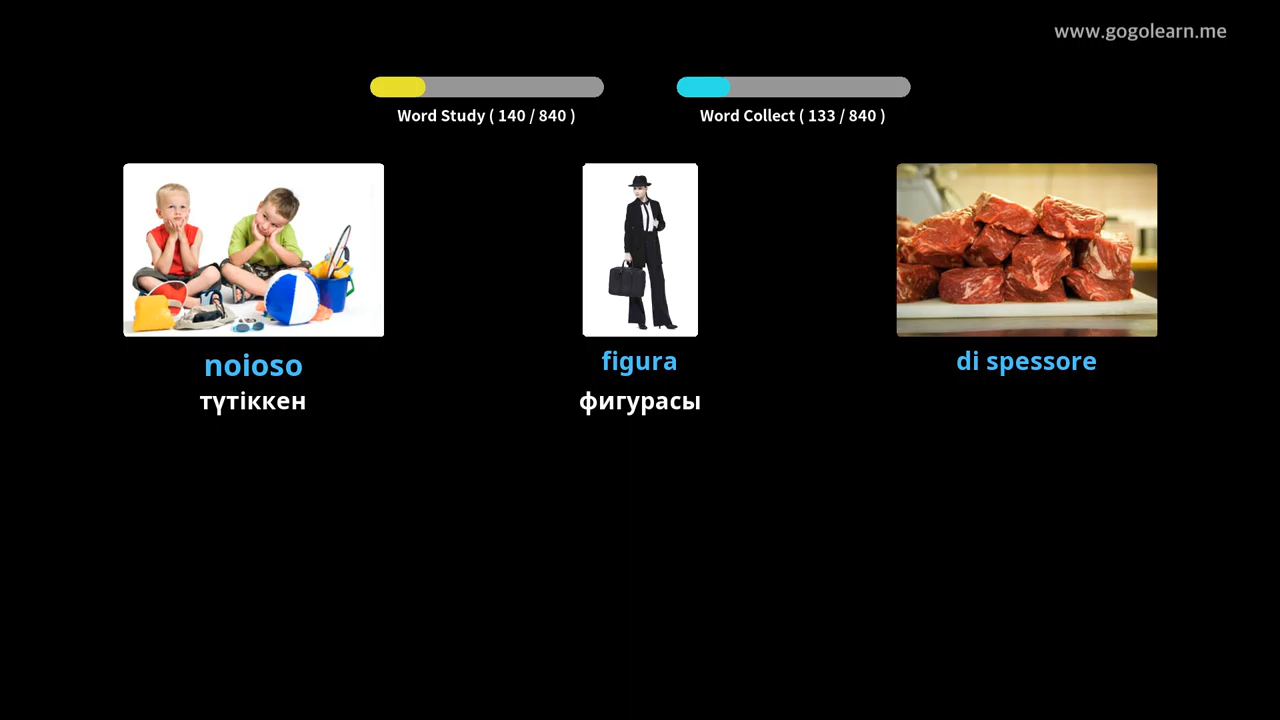 www.gogolearn.me
Word Study ( 140 / 840 )
Word Collect ( 133 / 840 )
noioso
түтіккен
figura
фигурасы
di spessore